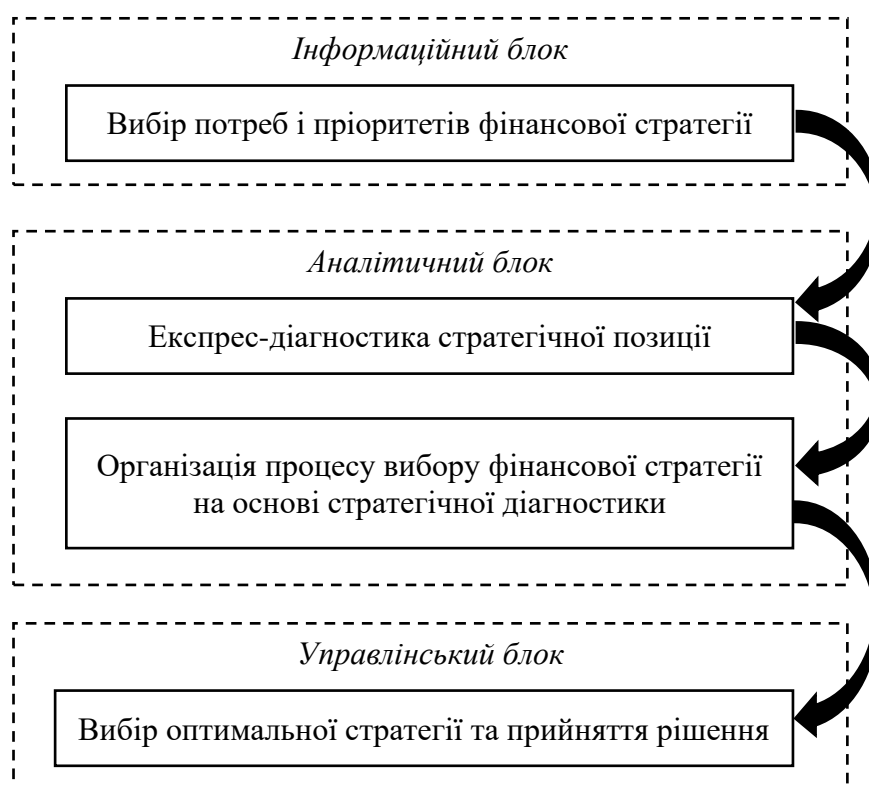 Інформаційний блок
Вибір потреб і пріоритетів фінансової стратегії
Аналітичний блок
Експрес-діагностика стратегічної позиції
Організація процесу вибору фінансової стратегії
на основі стратегічної діагностики
Управлінський блок
Вибір оптимальної стратегії та прийняття рішення